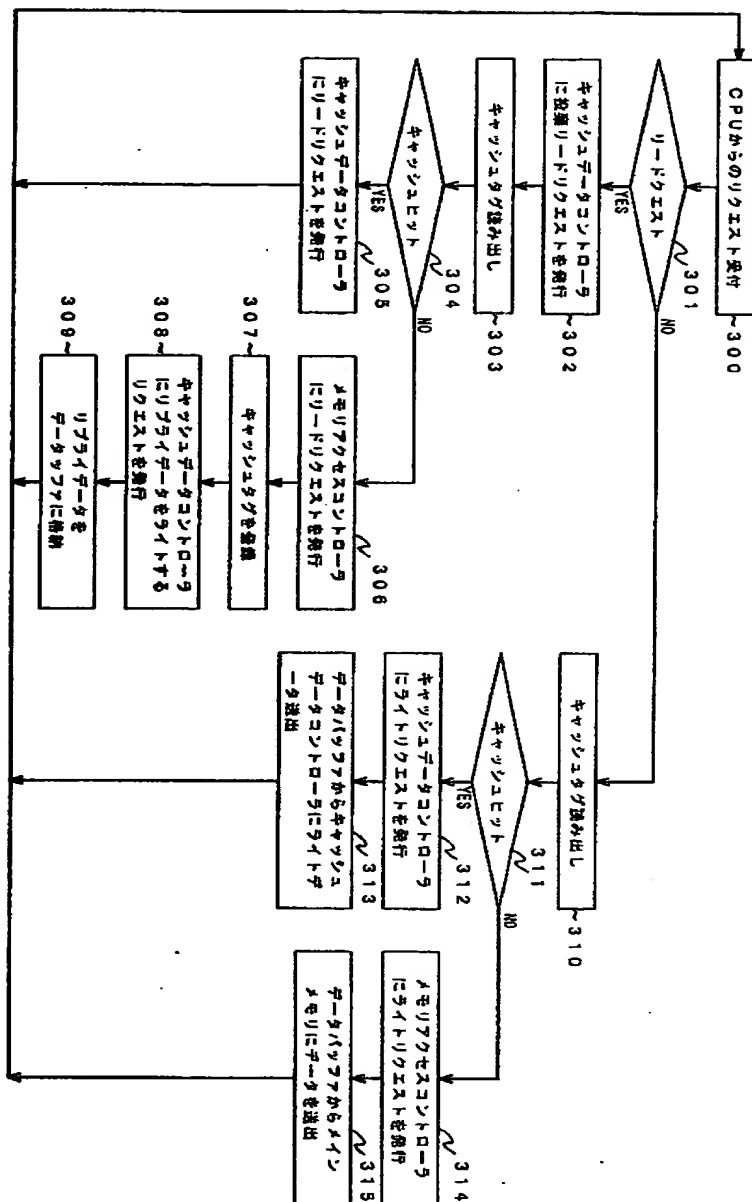 CPUからのリクエスト受付
~300
リードクエスト
301
YES
NO
キャッシュデータコントローラ
に投棄リードリクエストを発行
~302
キャッシュタグ読み出し
~303
キャッシュヒット
304
YES
NO
キャッシュデータコントローラ
にリードリクエストを発行
305
メモリアクセスコントローラ
にリードリクエストを発行
306
307~
キャッシュタグを登録
308~
キャッシュデータコントローラ
にリプライデータをライトする
リクエストを発行
309~
リプライデータを
データッファに格納
キャッシュタグ読み出し
~310
キャッシュヒット
311
YES
NO
キャッシュデータコントローラ
にライトリクエストを発行
312
データバッファからキャッシュ
データコントローラにライトデ
ータ送出
313
メモリアクセスコントローラ
にライトリクエストを発行
314
データバッファからメイン
メモリにデータを送出
315